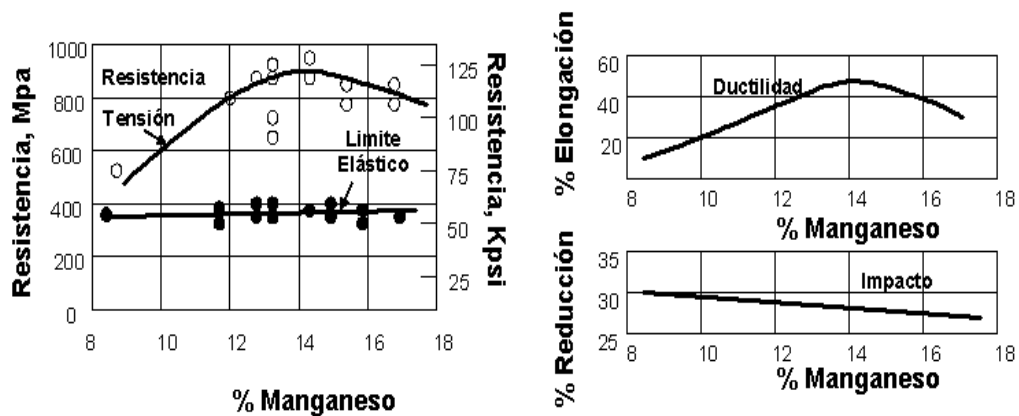 Resistencia, Mpa
1000
800
600
400
200
0
Resistencia
Tensión
Limite
Elástico
125
100
75
50
25
Resistencia, Kpsi
8 10 12 14 16 18
% Manganeso
% Elongación
60
40
20
Ductilidad
8 10 12 14 16 18
% Manganeso
% Reducción
35
30
25
Impacto
8 10 12 14 16 18
% Manganeso